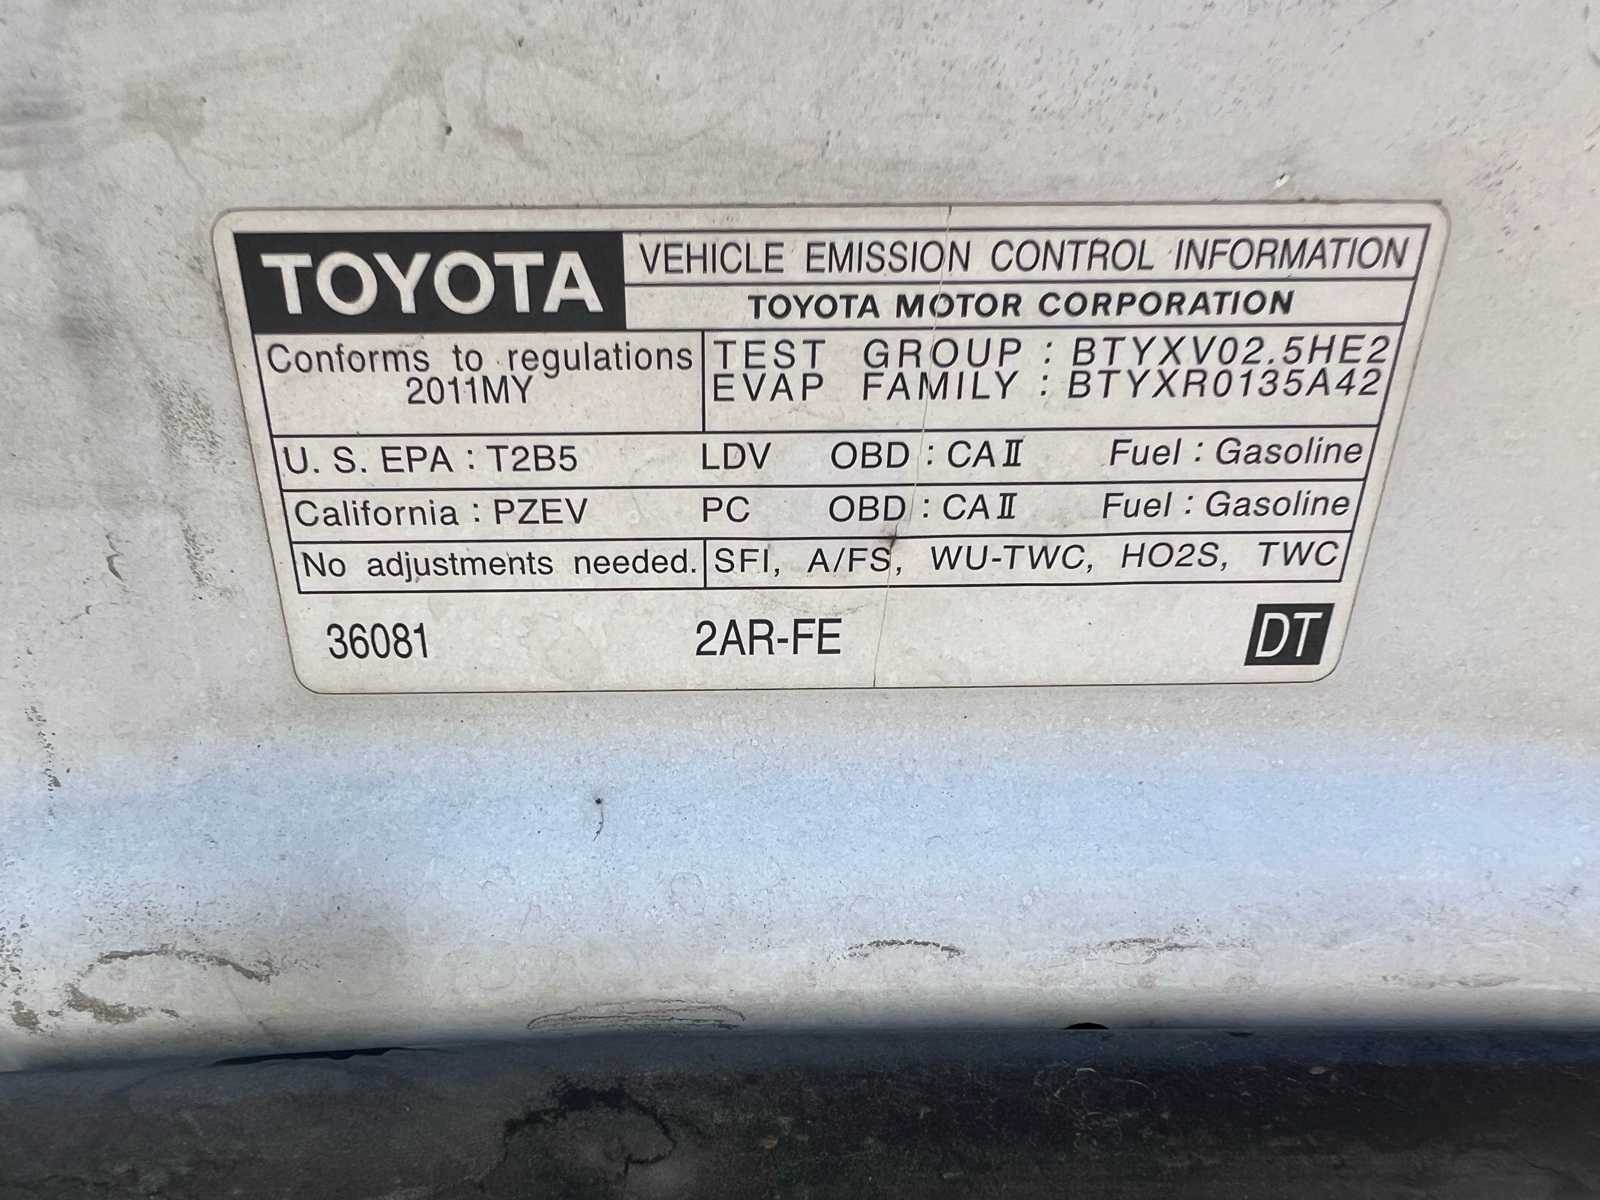 TOYOTA VEHICLE EMISSION CONTROL INFORMATION
TOYOTA MOTOR CORPORATION
Conforms to regulations
2011MY
TEST GROUP : BTYXV02.5HE2
EVAP FAMILY : BTYXR0135A42
U. S. EPA : T2B5 LDV OBD : CAⅡ Fuel : Gasoline
California : PZEV PC OBD : CAⅡ Fuel : Gasoline
No adjustments needed. SFI, A/FS, WU-TWC, HO2S, TWC
36081 2AR-FE DT